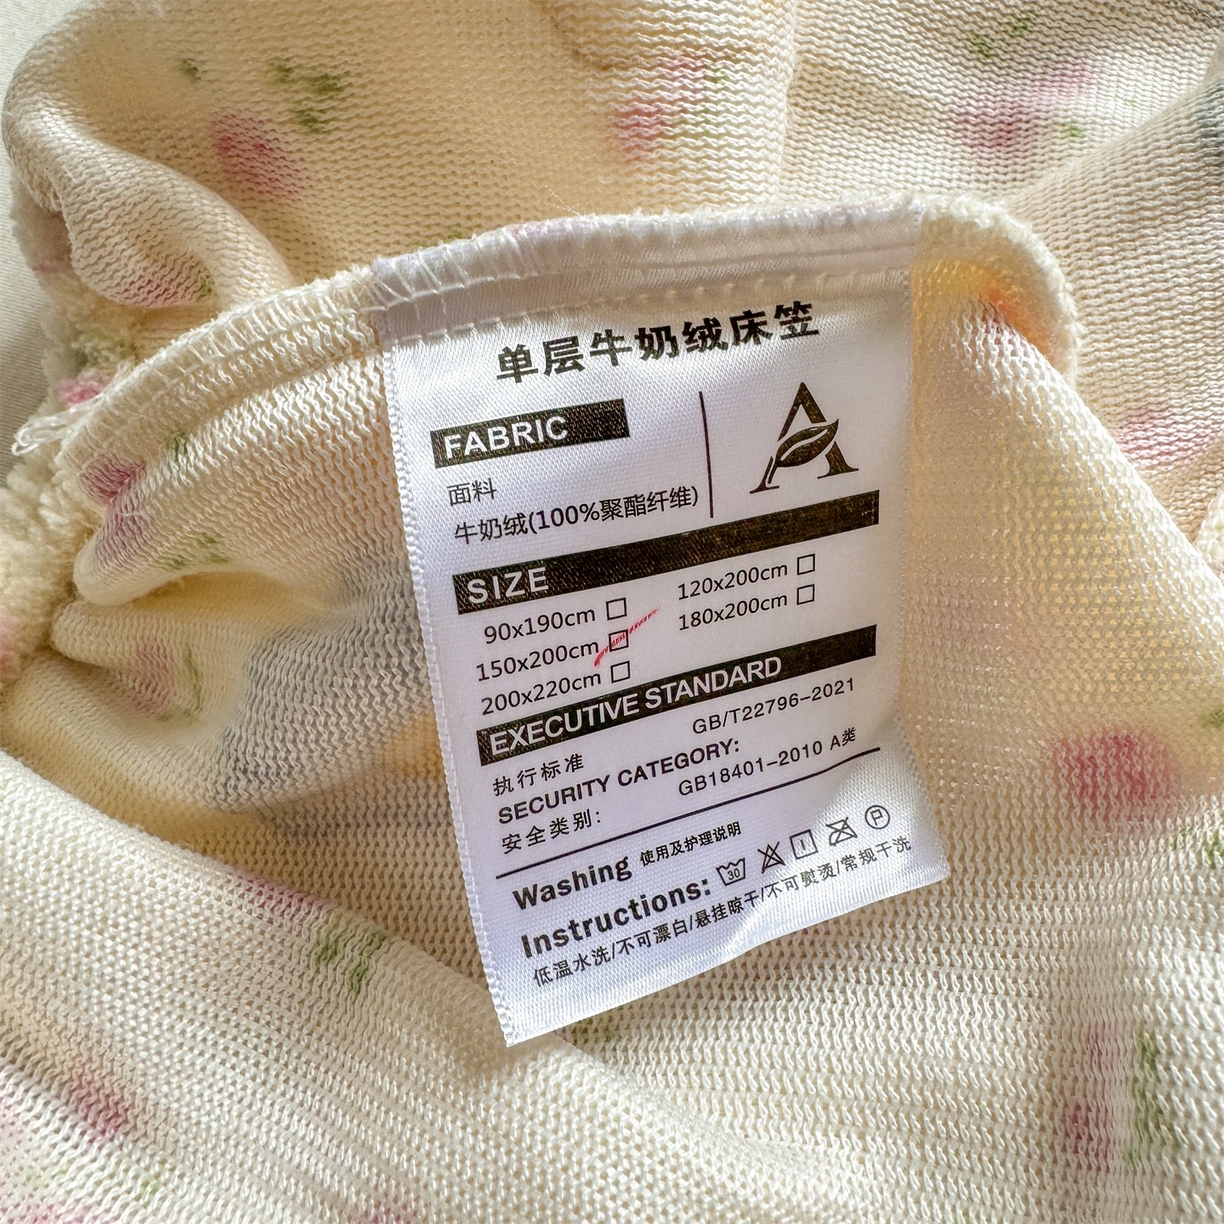 单层牛奶绒床笠
FABRIC
面料
牛奶绒(100%聚酯纤维)
SIZE
90x190cm □ 120x200cm □
150x200cm □ 180x200cm □
200x220cm □
EXECUTIVE STANDARD
执行标准 GB/T22796-2021
SECURITY CATEGORY:
安全类别: GB18401-2010 A类
Washing 使用及护理说明
Instructions: 30 P
低温水洗/不可漂白/悬挂晾干/不可熨烫/常规干洗